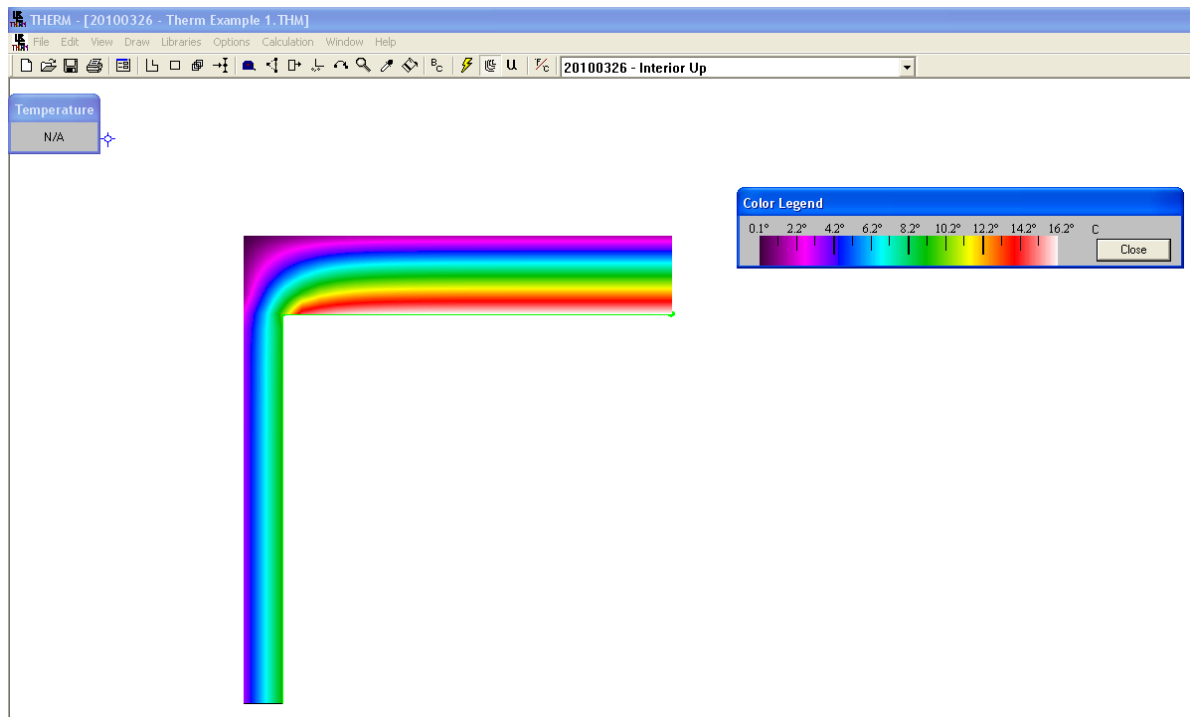 THERM - [20100326 - Therm Example 1.THM]
File Edit View Draw Libraries Options Calculation Window Help
BC U T/C 20100326 - Interior Up
Temperature
N/A
Color Legend
0.1° 2.2° 4.2° 6.2° 8.2° 10.2° 12.2° 14.2° 16.2° C
Close